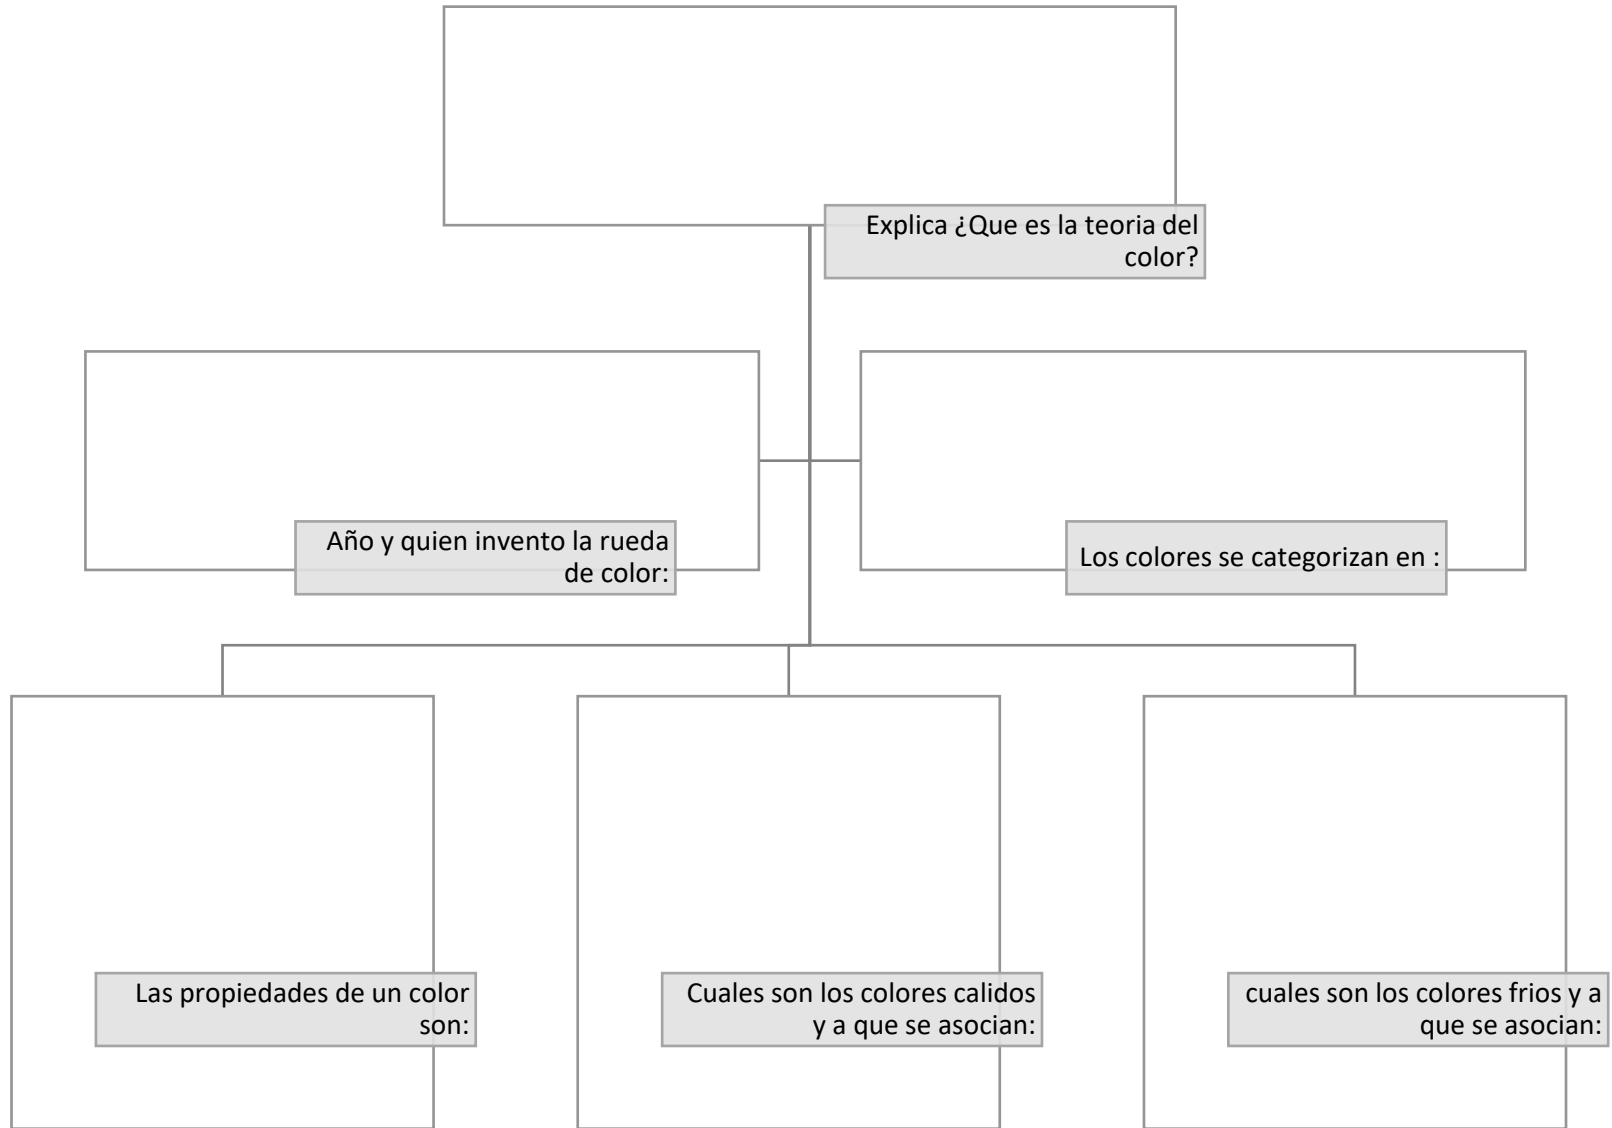 Explica ¿Que es la teoria del
color?
Año y quien invento la rueda
de color:
Los colores se categorizan en :
Las propiedades de un color
son:
Cuales son los colores calidos
y a que se asocian:
cuales son los colores frios y a
que se asocian: